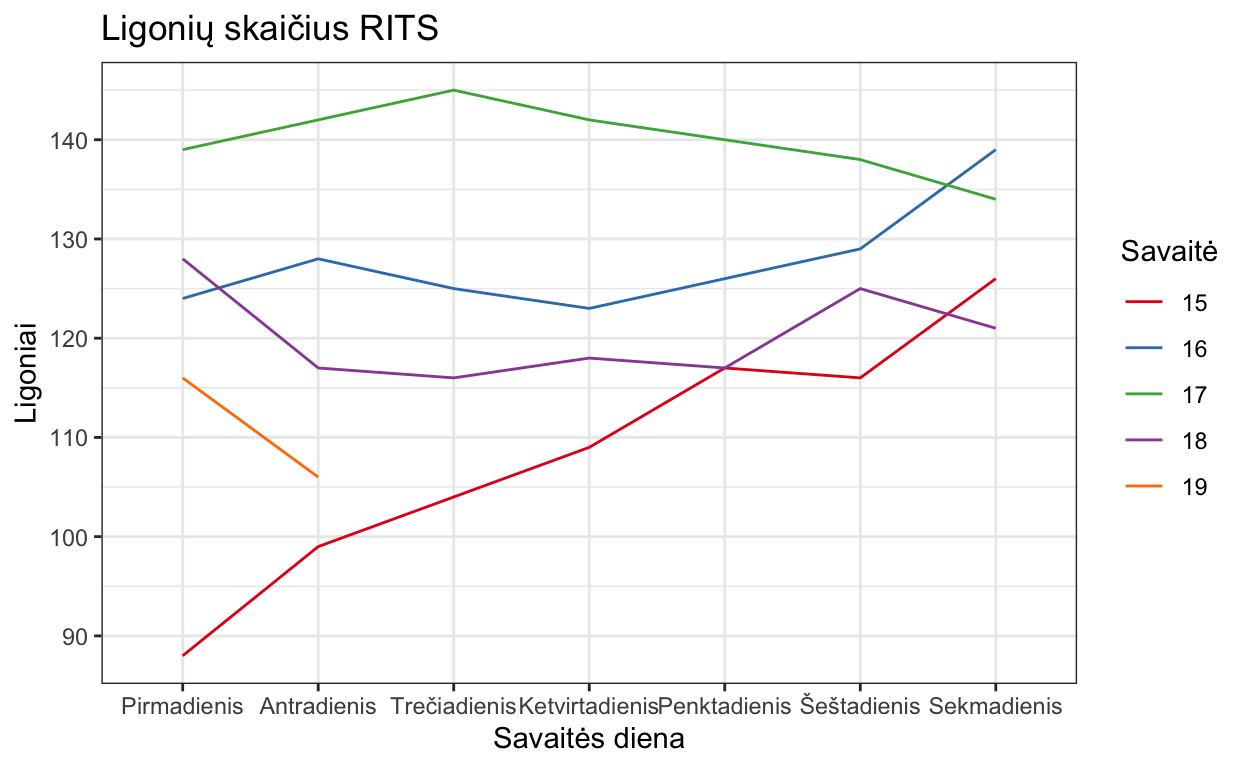 Ligonių skaičius RITS
140
130
120
110
100
90
Ligoniai
Pirmadienis Antradienis Trečiadienis Ketvirtadienis Penktadienis Šeštadienis Sekmadienis
Savaitės diena
Savaitė
15
16
17
18
19